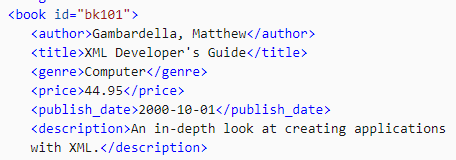 <book id="bk101">
<author>Gambardella, Matthew</author>
<title>XML Developer's Guide</title>
<genre>Computer</genre>
<price>44.95</price>
<publish_date>2000-10-01</publish_date>
<description>An in-depth look at creating applications
with XML.</description>